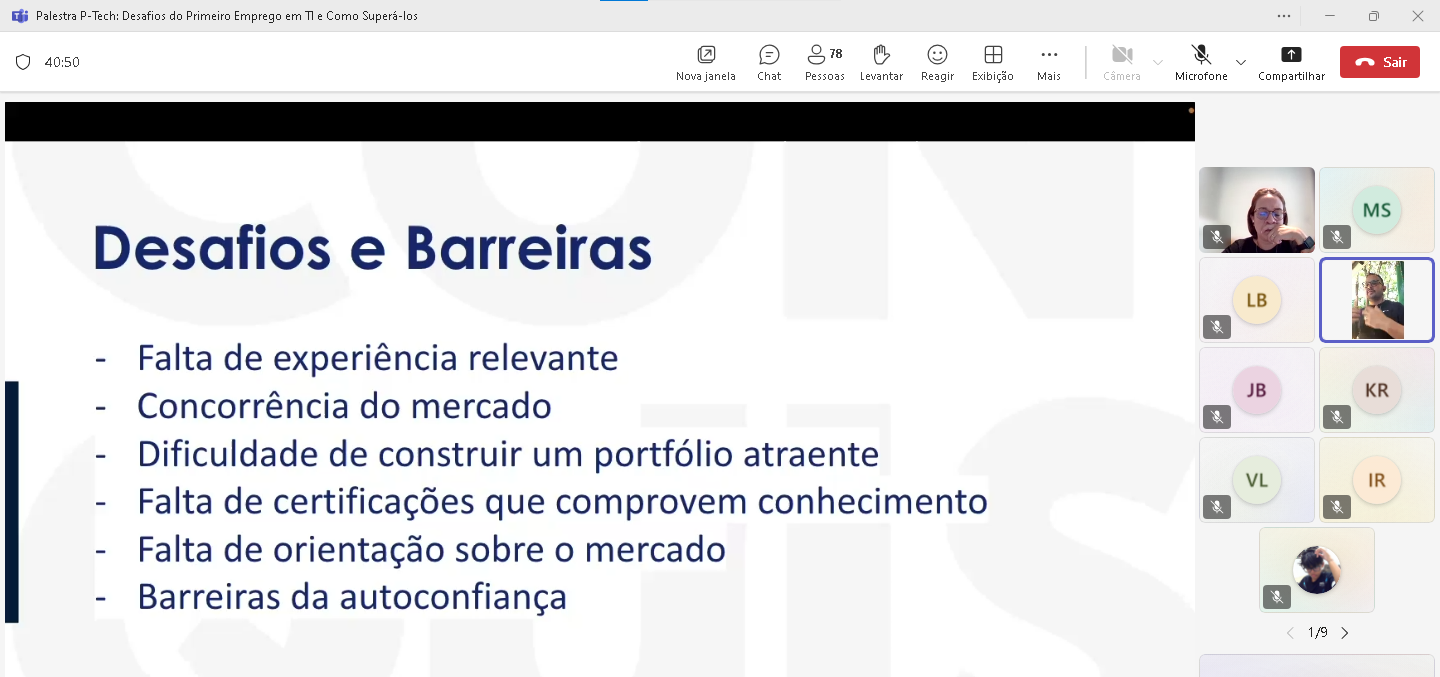 Palestra P-Tech: Desafios do Primeiro Emprego em TI e Como Superá-los
40:50
Nova janela
Chat
78
Pessoas
Levantar
Reagir
Exibição
Mais
Câmera
Microfone
Compartilhar
Sair
Desafios e Barreiras
- Falta de experiência relevante
- Concorrência do mercado
- Dificuldade de construir um portfólio atraente
- Falta de certificações que comprovem conhecimento
- Falta de orientação sobre o mercado
- Barreiras da autoconfiança
MS
LB
JB
KR
VL
IR
1/9